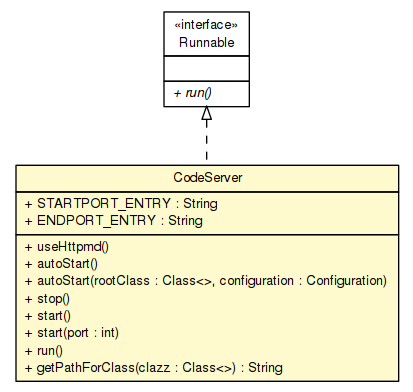 «interface»
Runnable
+ run()
CodeServer
+ STARTPORT_ENTRY : String
+ ENDPORT_ENTRY : String
+ useHttpmd()
+ autoStart()
+ autoStart(rootClass : Class<>, configuration : Configuration)
+ stop()
+ start()
+ start(port : int)
+ run()
+ getPathForClass(clazz : Class<>) : String